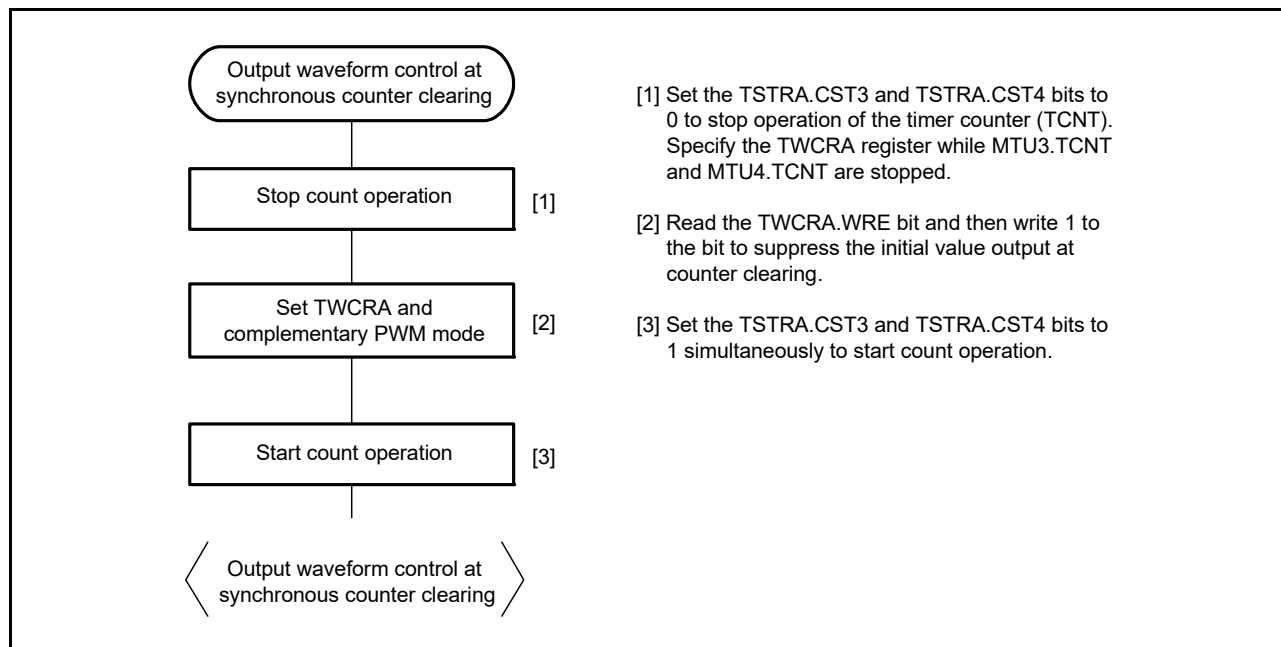 Output waveform control at
synchronous counter clearing
Stop count operation
[1]
Set TWCRA and
complementary PWM mode
[2]
Start count operation
[3]
Output waveform control at
synchronous counter clearing
[1] Set the TSTRA.CST3 and TSTRA.CST4 bits to
0 to stop operation of the timer counter (TCNT).
Specify the TWCRA register while MTU3.TCNT
and MTU4.TCNT are stopped.
[2] Read the TWCRA.WRE bit and then write 1 to
the bit to suppress the initial value output at
counter clearing.
[3] Set the TSTRA.CST3 and TSTRA.CST4 bits to
1 simultaneously to start count operation.